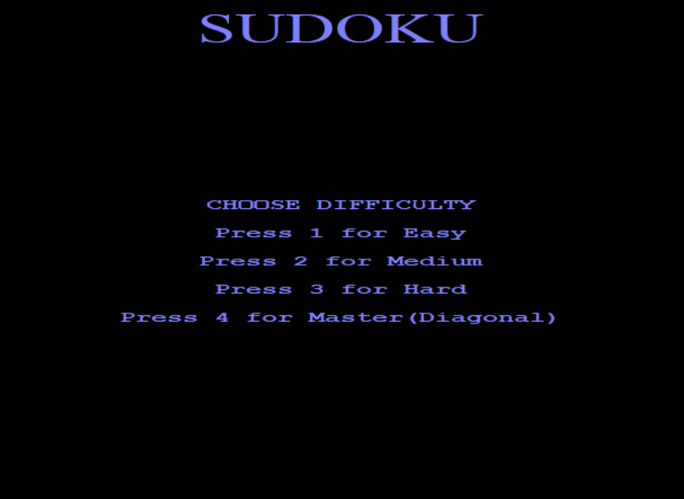 SUDOKU
CHOOSE DIFFICULTY
Press 1 for Easy
Press 2 for Medium
Press 3 for Hard
Press 4 for Master(Diagonal)